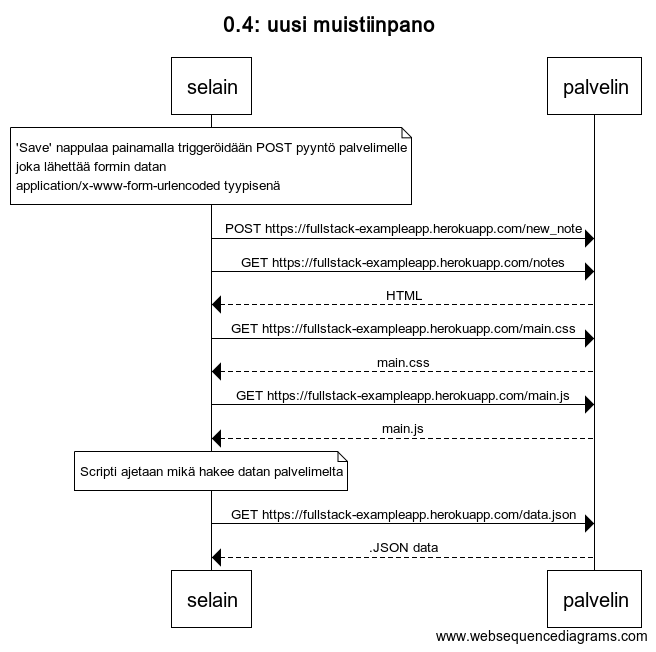 0.4: uusi muistiinpano
selain
palvelin
'Save' nappulaa painamalla triggeröidään POST pyyntö palvelimelle
joka lähettää formin datan
application/x-www-form-urlencoded tyypisenä
POST https://fullstack-exampleapp.herokuapp.com/new_note
GET https://fullstack-exampleapp.herokuapp.com/notes
HTML
GET https://fullstack-exampleapp.herokuapp.com/main.css
main.css
GET https://fullstack-exampleapp.herokuapp.com/main.js
main.js
Scripti ajetaan mikä hakee datan palvelimelta
GET https://fullstack-exampleapp.herokuapp.com/data.json
.JSON data
selain
palvelin
www.websequencediagrams.com